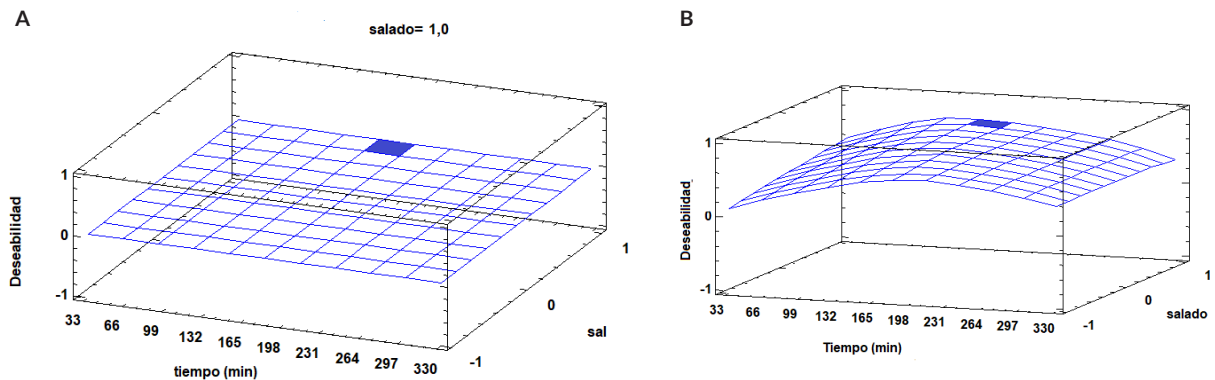 A
salado= 1,0
Deseabilidad
1
0
-1
33 66 99 132 165 198 231 264 297 330
tiempo (min)
-1
0
1
sal
B
Deseabilidad
1
0
-1
33 66 99 132 165 198 231 264 297 330
Tiempo (min)
-1
0
1
salado